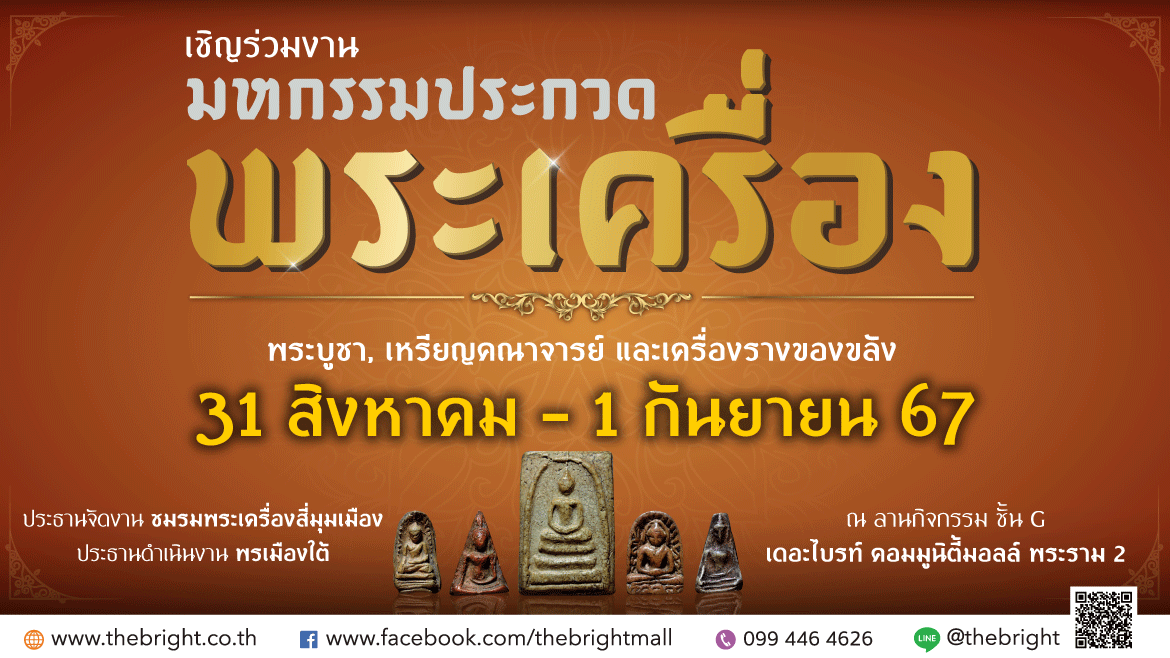 เชิญร่วมงาน
มหกรรมประกวด
พระเครื่อง
พระบูชา, เหรียญคณาจารย์ และเครื่องรางของขลัง
31 สิงหาคม - 1 กันยายน 67
ประธานจัดงาน ชมรมพระเครื่องสี่มุมเมือง
ประธานดำเนินงาน พรเมืองใต้
ณ ลานกิจกรรม ชั้น G
เดอะไบรท์ คอมมูนิตี้มอลล์ พระราม 2
www.thebright.co.th
www.facebook.com/thebrightmall
099 446 4626
LINE @thebright